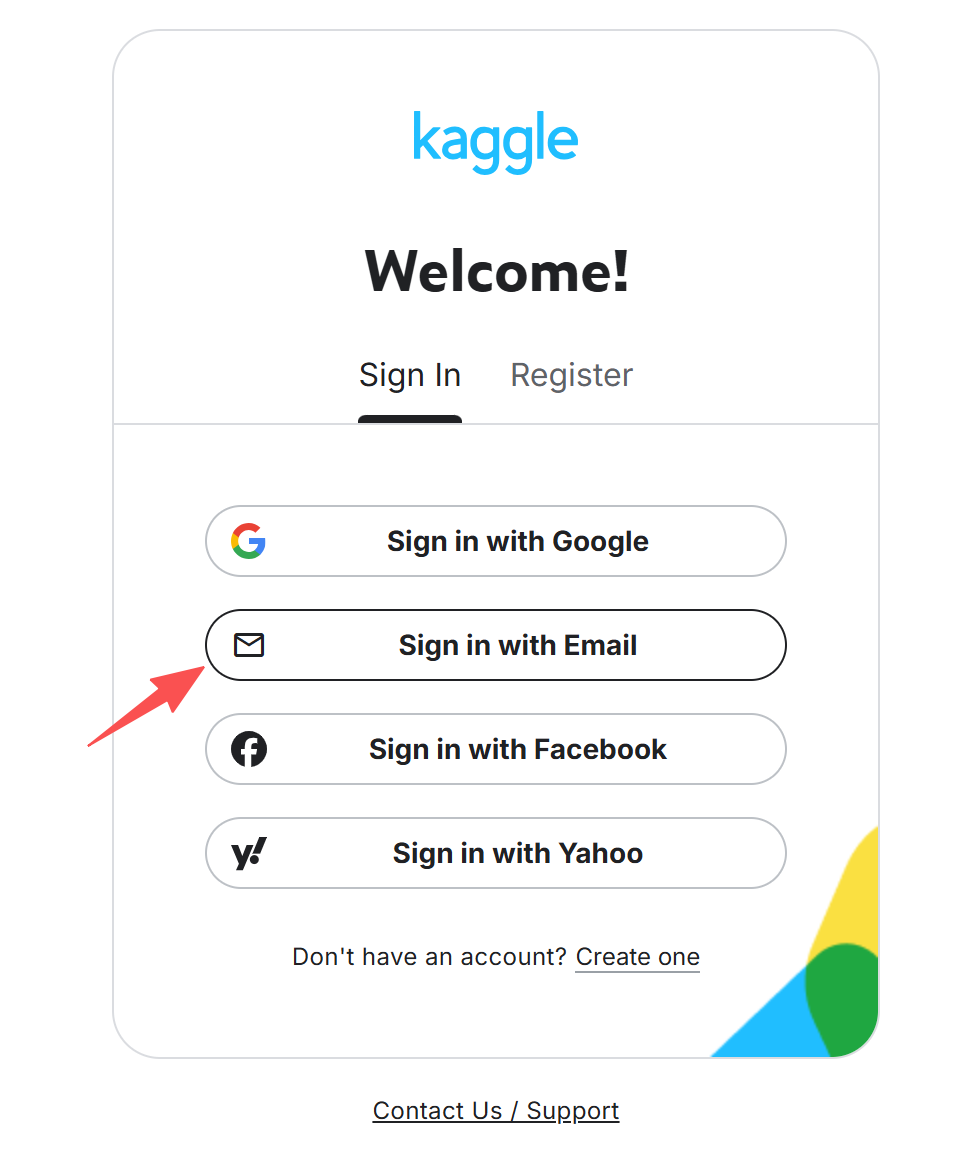 kaggle
Welcome!
Sign In Register
Sign in with Google
Sign in with Email
Sign in with Facebook
Sign in with Yahoo
Don't have an account? Create one
Contact Us / Support